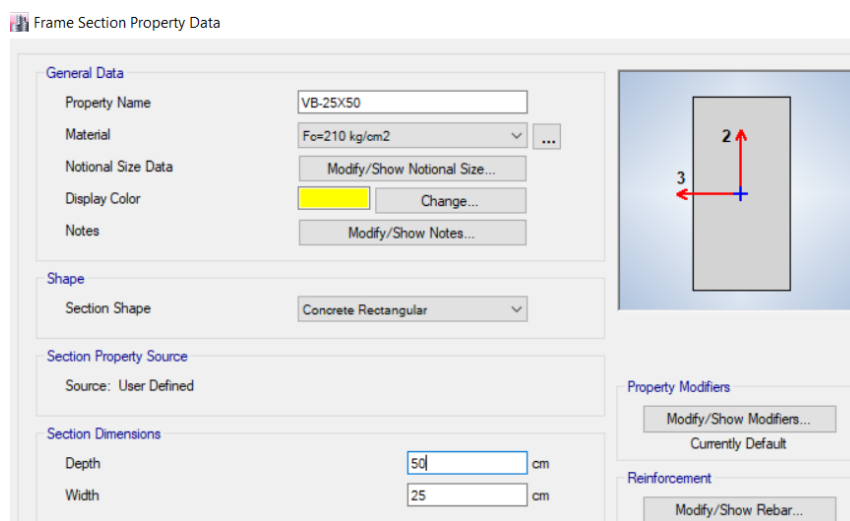 Frame Section Property Data
General Data
Property Name VB-25X50
Material Fc=210 kg/cm2 ...
Notional Size Data Modify/Show Notional Size...
Display Color Change...
Notes Modify/Show Notes...
Shape
Section Shape Concrete Rectangular
Section Property Source
Source: User Defined
Section Dimensions
Depth 50 cm
Width 25 cm
2
3
Property Modifiers
Modify/Show Modifiers...
Currently Default
Reinforcement
Modify/Show Rebar...